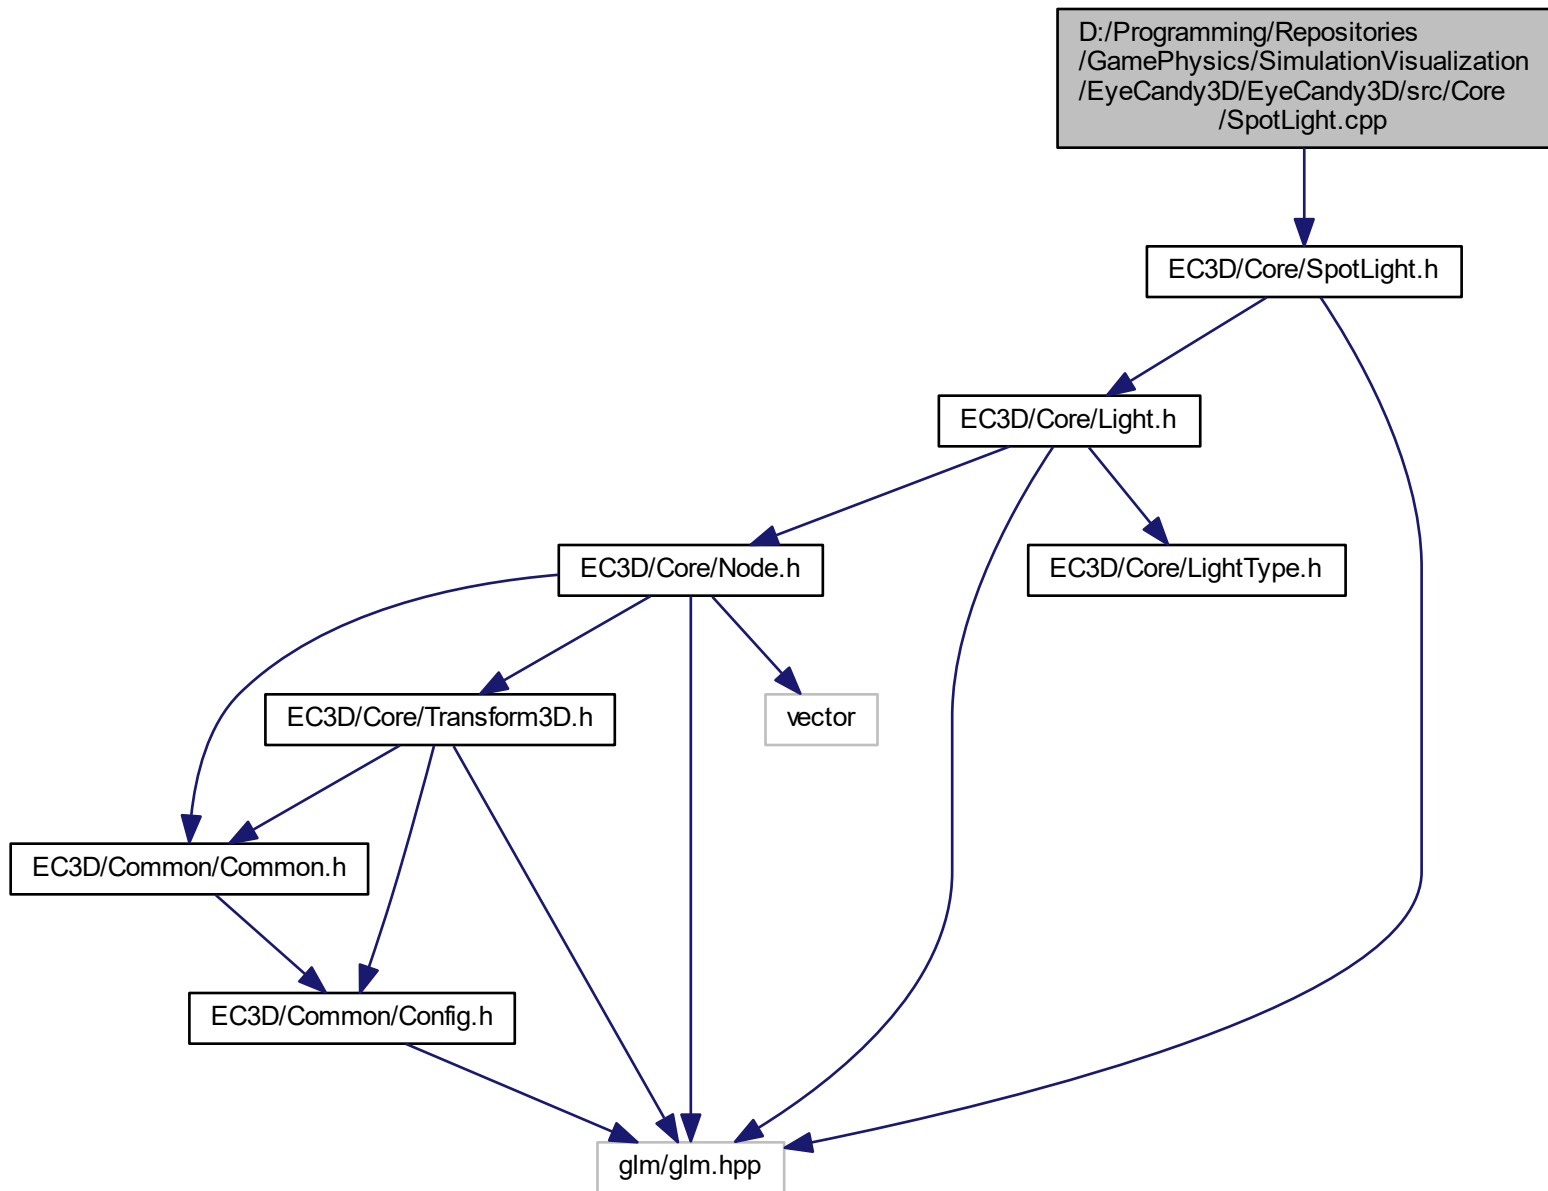 D:/Programming/Repositories
/GamePhysics/SimulationVisualization
/EyeCandy3D/EyeCandy3D/src/Core
/SpotLight.cpp
EC3D/Core/SpotLight.h
EC3D/Core/Light.h
EC3D/Core/Node.h
EC3D/Core/LightType.h
EC3D/Core/Transform3D.h
vector
EC3D/Common/Common.h
EC3D/Common/Config.h
glm/glm.hpp